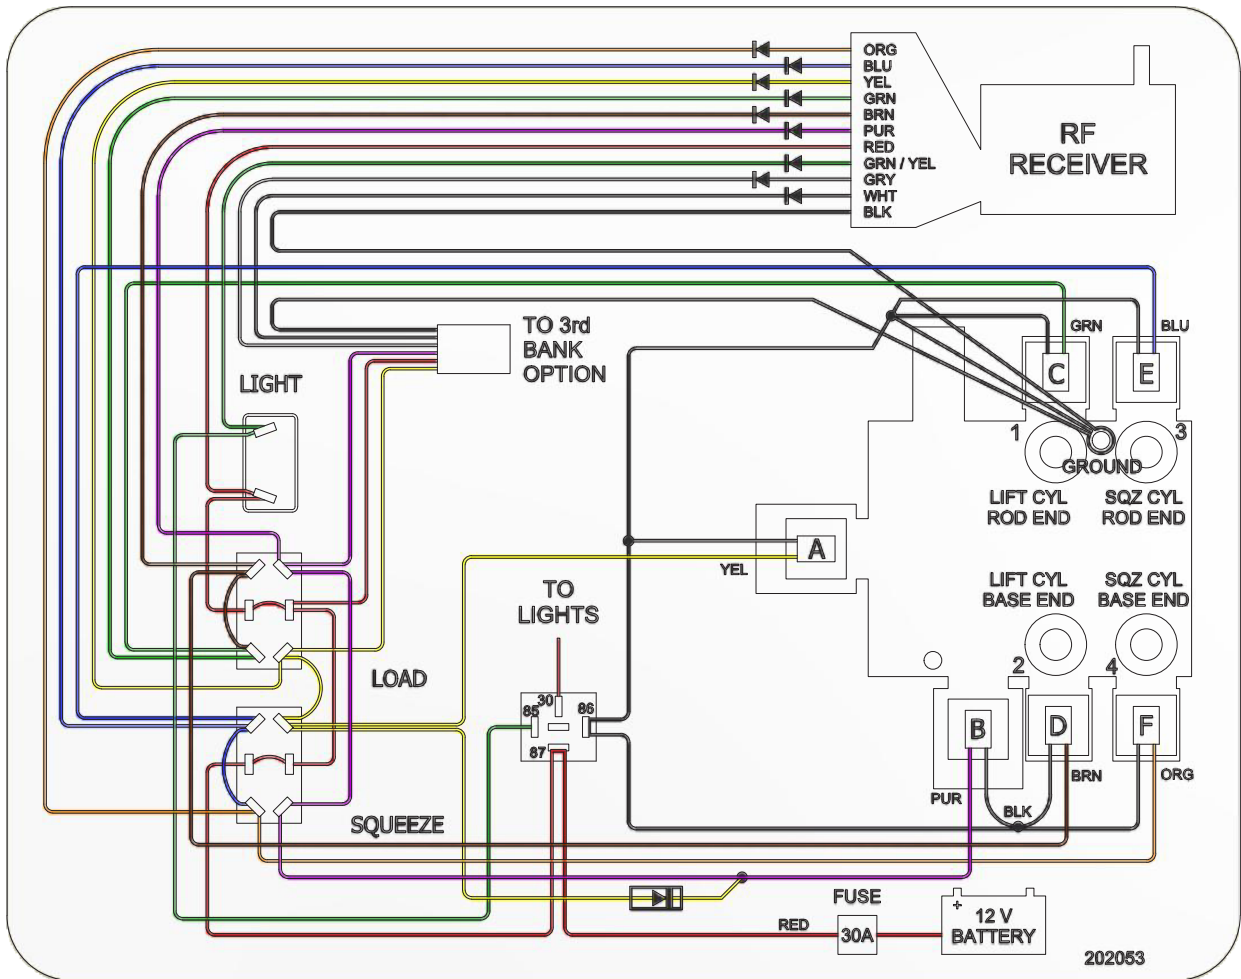 ORG
BLU
YEL
GRN
BRN
PUR
RED
GRN / YEL
GRY
WHT
BLK
RF
RECEIVER
TO 3rd
BANK
OPTION
LIGHT
GRN
BLU
C
E
1
3
GROUND
LIFT CYL
ROD END
SQZ CYL
ROD END
A
YEL
LIFT CYL
BASE END
SQZ CYL
BASE END
TO
LIGHTS
2
4
LOAD
30
85
86
87
B
D
F
BRN
ORG
PUR
BLK
SQUEEZE
FUSE
RED
30A
+
12 V
BATTERY
202053